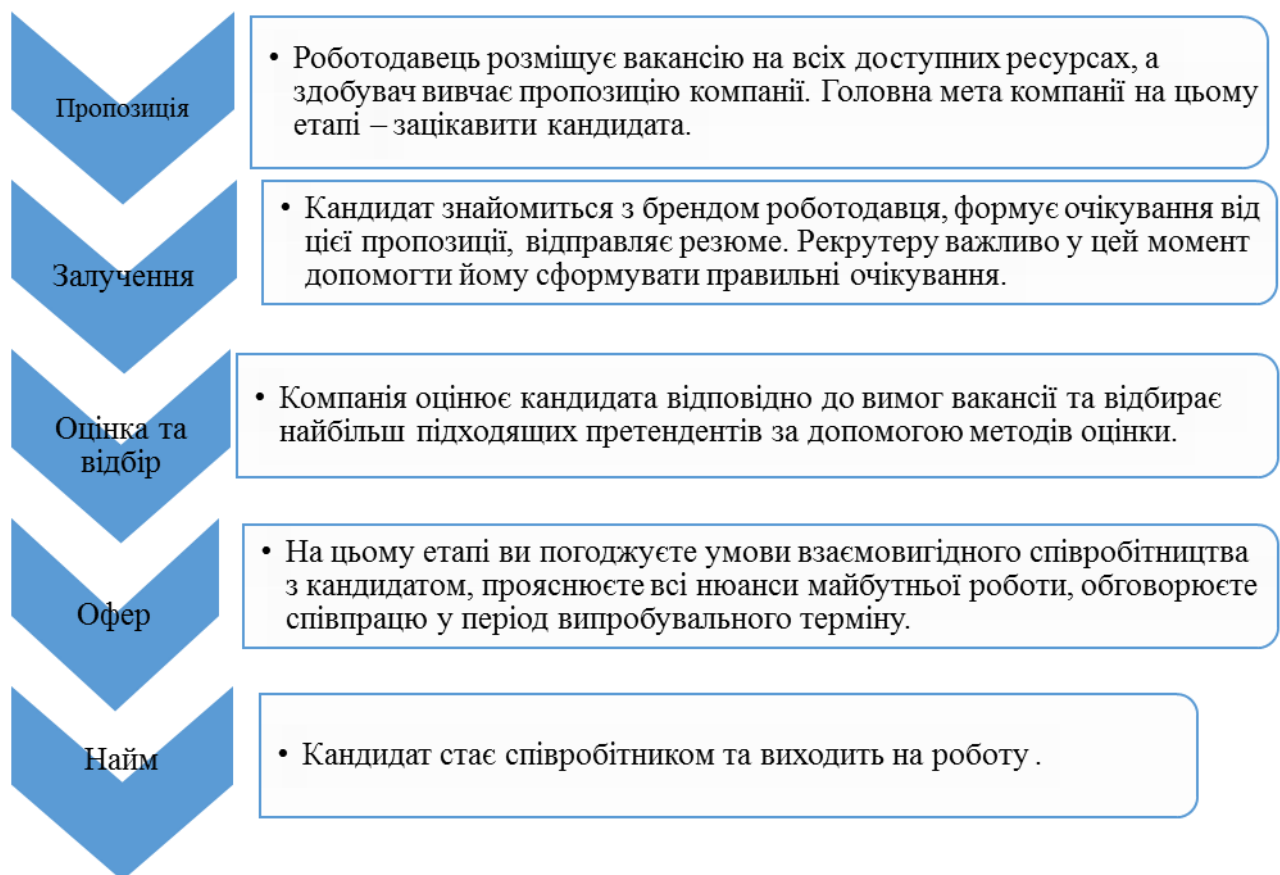 Пропозиція
• Роботодавець розміщує вакансію на всіх доступних ресурсах, а
здобувач вивчає пропозицію компанії. Головна мета компанії на цьому
етапі – зацікавити кандидата.
Залучення
• Кандидат знайомиться з брендом роботодавця, формує очікування від
цієї пропозиції, відправляє резюме. Рекрутеру важливо у цей момент
допомогти йому сформувати правильні очікування.
Оцінка та
відбір
• Компанія оцінює кандидата відповідно до вимог вакансії та відбирає
найбільш підходящих претендентів за допомогою методів оцінки.
Офер
• На цьому етапі ви погоджуєте умови взаємовигідного співробітництва
з кандидатом, прояснюєте всі нюанси майбутньої роботи, обговорюєте
співпрацю у період випробувального терміну.
Найм
• Кандидат стає співробітником та виходить на роботу .